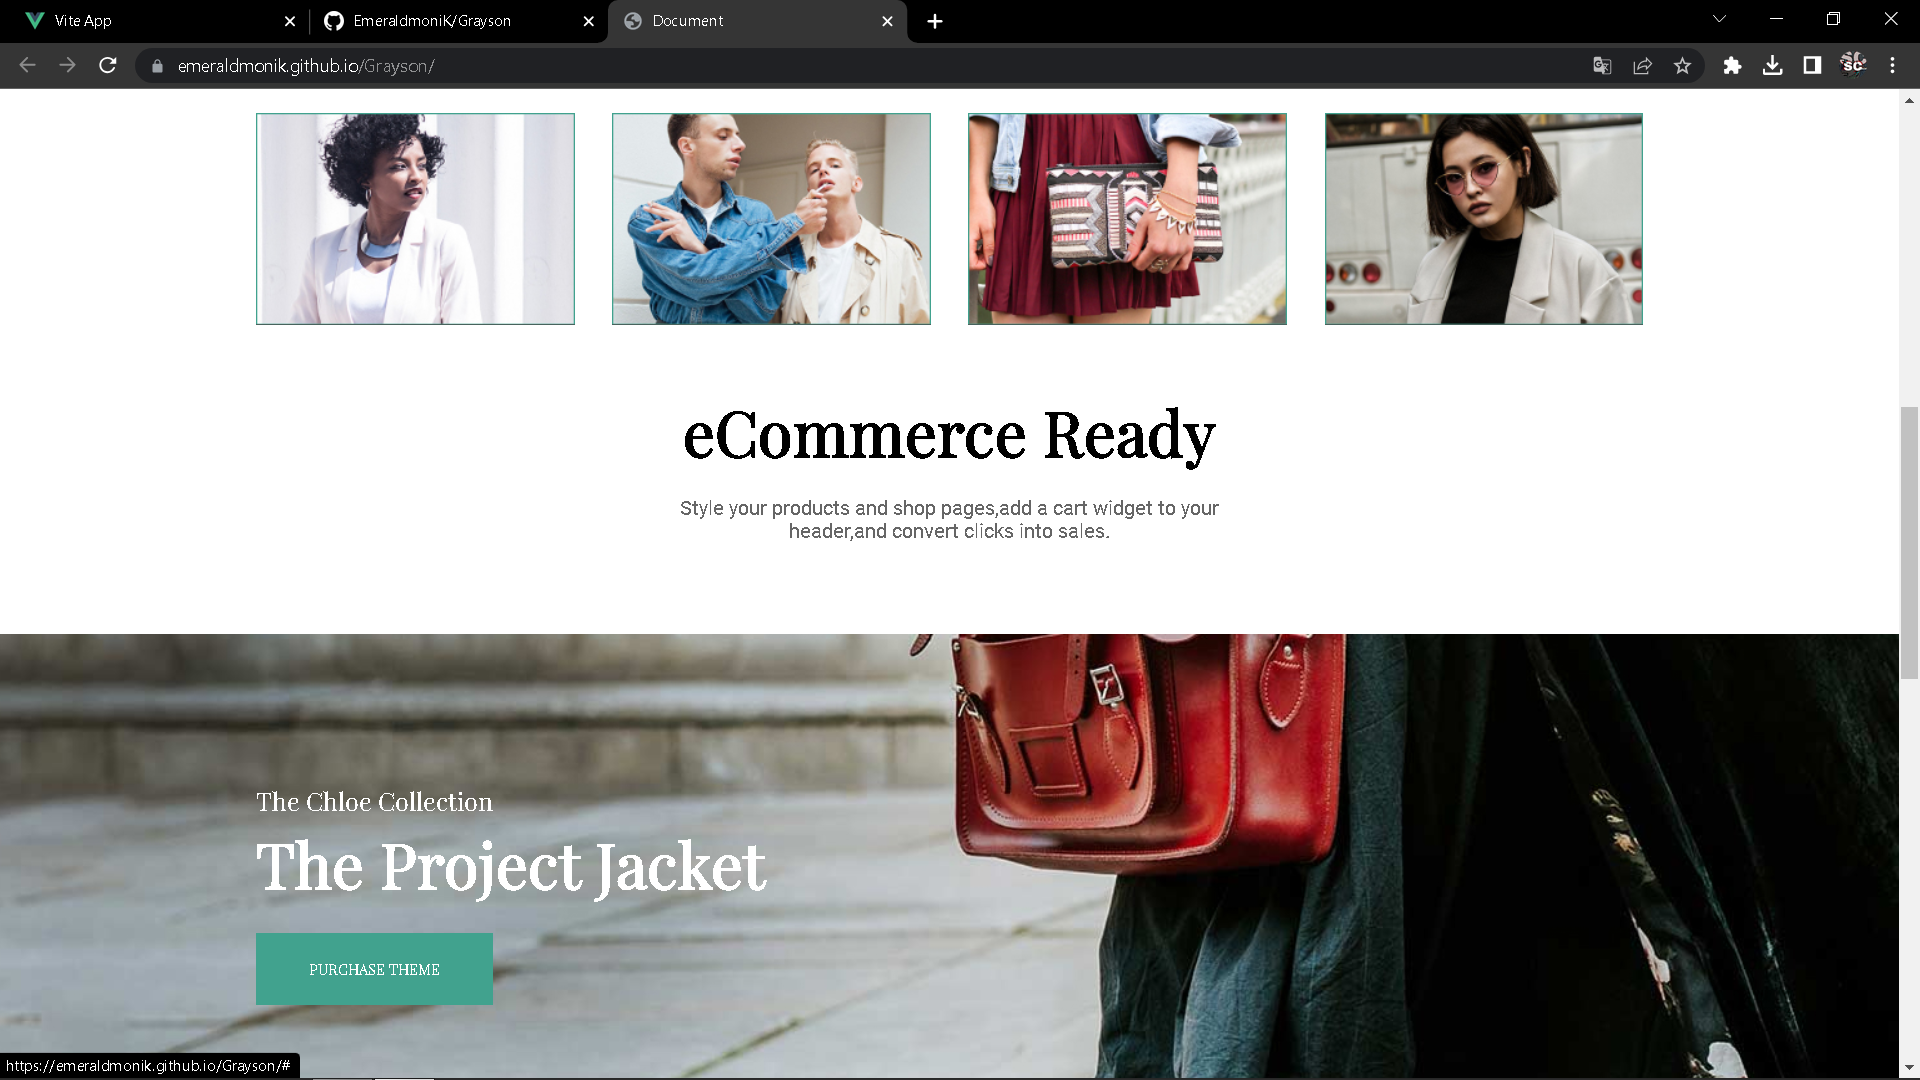 Vite App
EmeraldmoniK/Grayson
Document
emeraldmonik.github.io/Grayson/
SC
eCommerce Ready
Style your products and shop pages,add a cart widget to your
header,and convert clicks into sales.
The Chloe Collection
The Project Jacket
PURCHASE THEME
https://emeraldmonik.github.io/Grayson/#